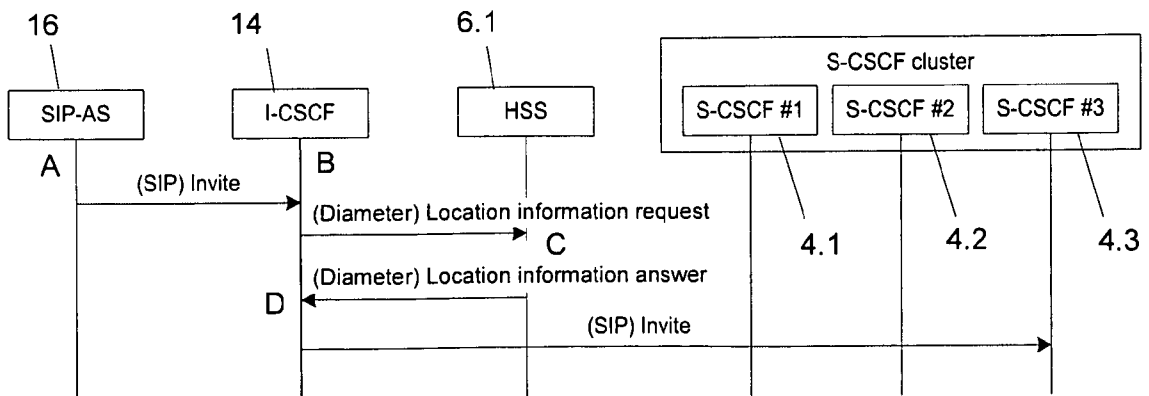 16
14
6.1
S-CSCF cluster
SIP-AS
I-CSCF
HSS
S-CSCF #1
S-CSCF #2
S-CSCF #3
A
B
(SIP) Invite
(Diameter) Location information request
C
4.1
4.2
4.3
(Diameter) Location information answer
D
(SIP) Invite